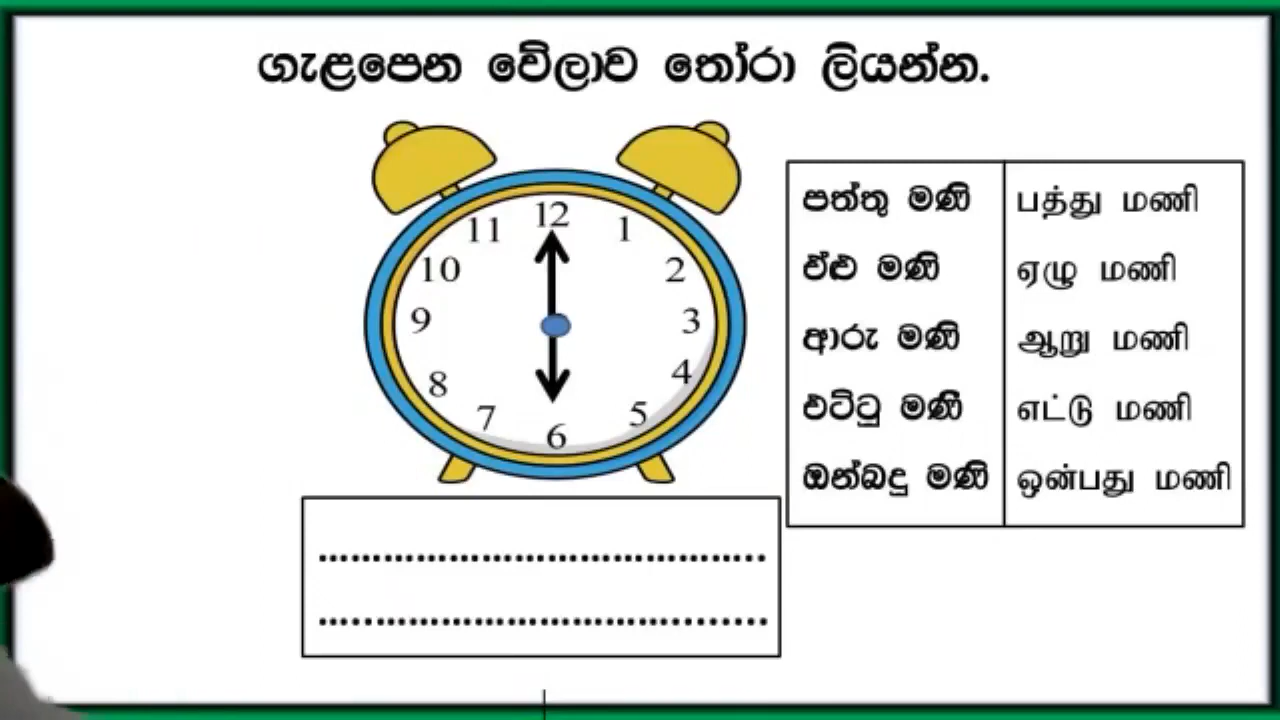 ගැළපෙන වේලාව තෝරා ලියන්න.
12
11 1
10 2
9 3
8 4
7 5
6
පත්තු මණි பத்து மணி
ඒළු මණි ஏழு மணி
ආරු මණි ஆறு மணி
එට්ටු මණි எட்டு மணி
ඔන්බදු මණි ஒன்பது மணி